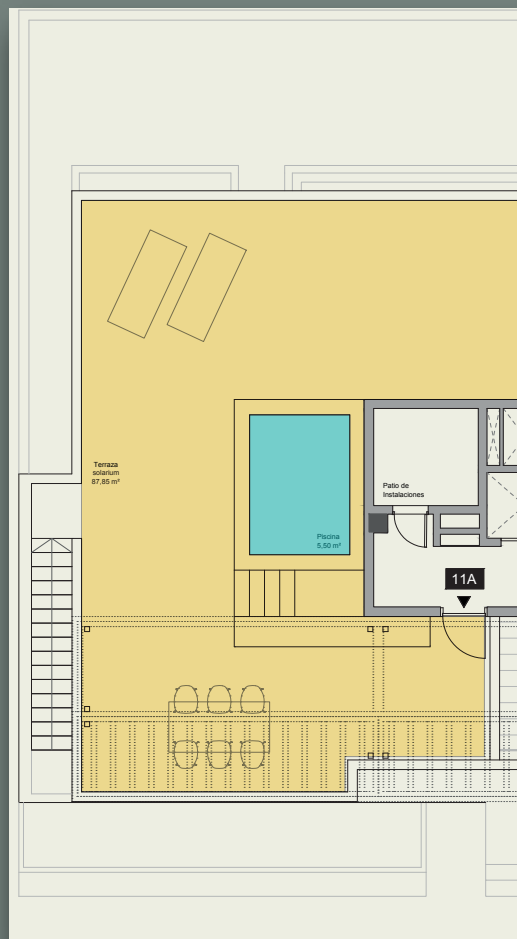 Terraza
solarium
87,85 m²
Patio de
Instalaciones
Piscina
5,50 m²
11A